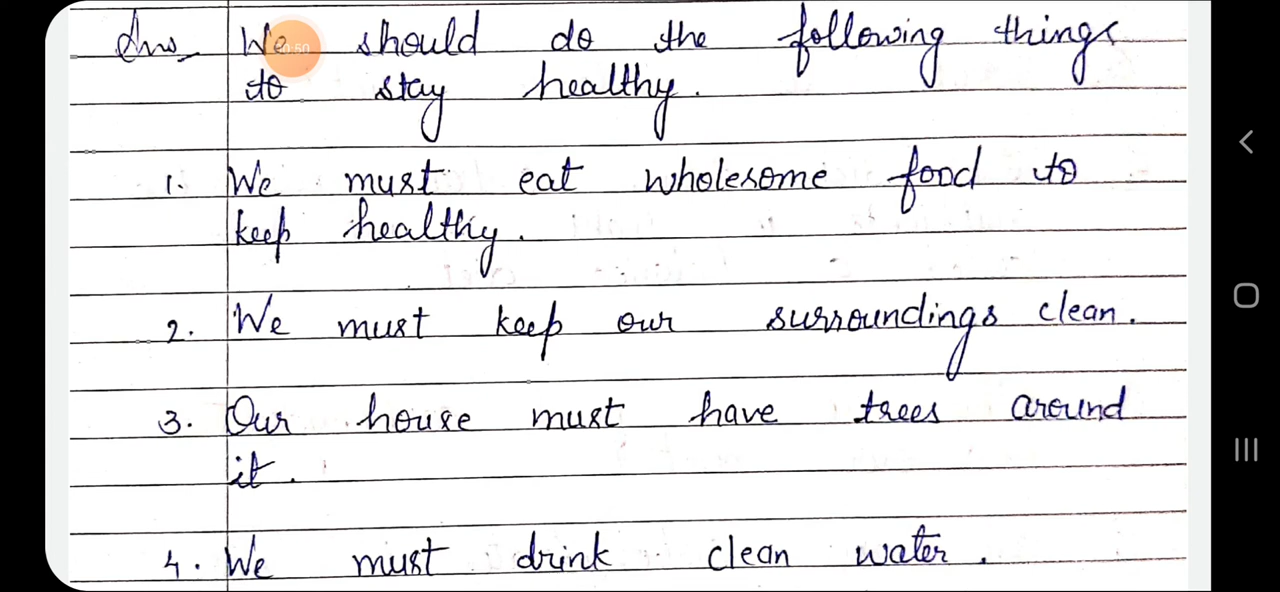 Ans We should do the following things
to stay healthy.
1. We must eat wholesome food to
keep healthy.
2. We must keep our surroundings clean.
3. Our house must have trees around
it.
4. We must drink clean water.